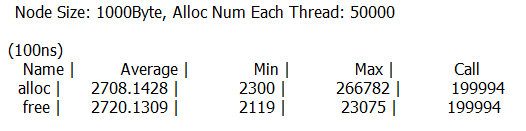 Node Size: 1000Byte, Alloc Num Each Thread: 50000
(100ns)
Name | Average | Min | Max | Call
alloc | 2708.1428 | 2300 | 266782 | 199994
free | 2720.1309 | 2119 | 23075 | 199994